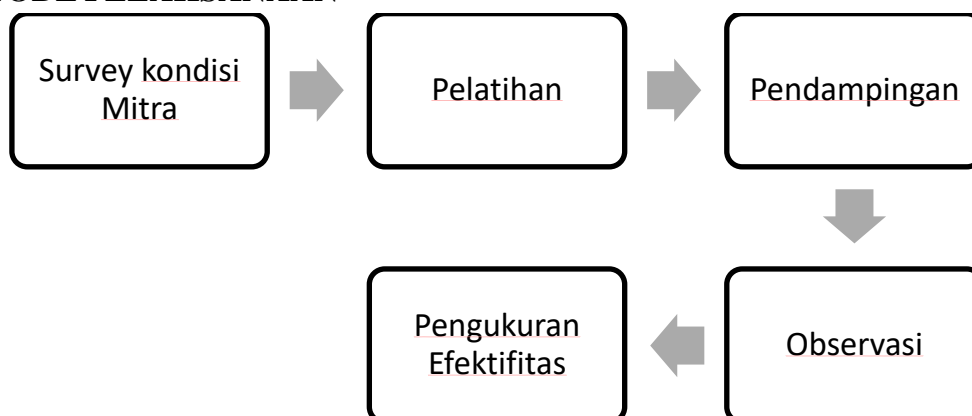 Survey kondisi
Mitra
Pelatihan
Pendampingan
Observasi
Pengukuran
Efektifitas